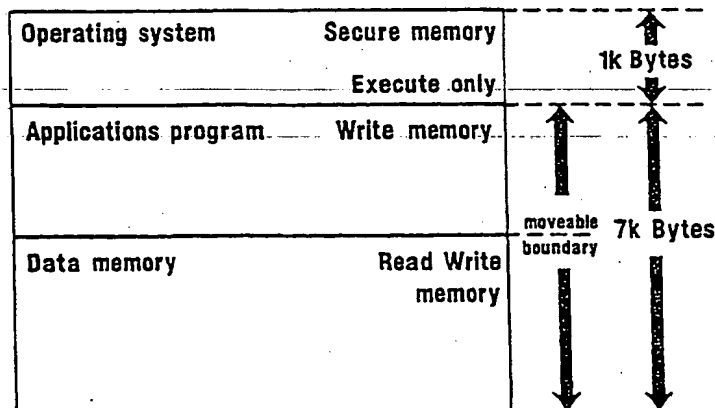 Operating system Secure memory
1k Bytes
Execute only
Applications program Write memory
moveable
boundary
7k Bytes
Data memory Read Write
memory